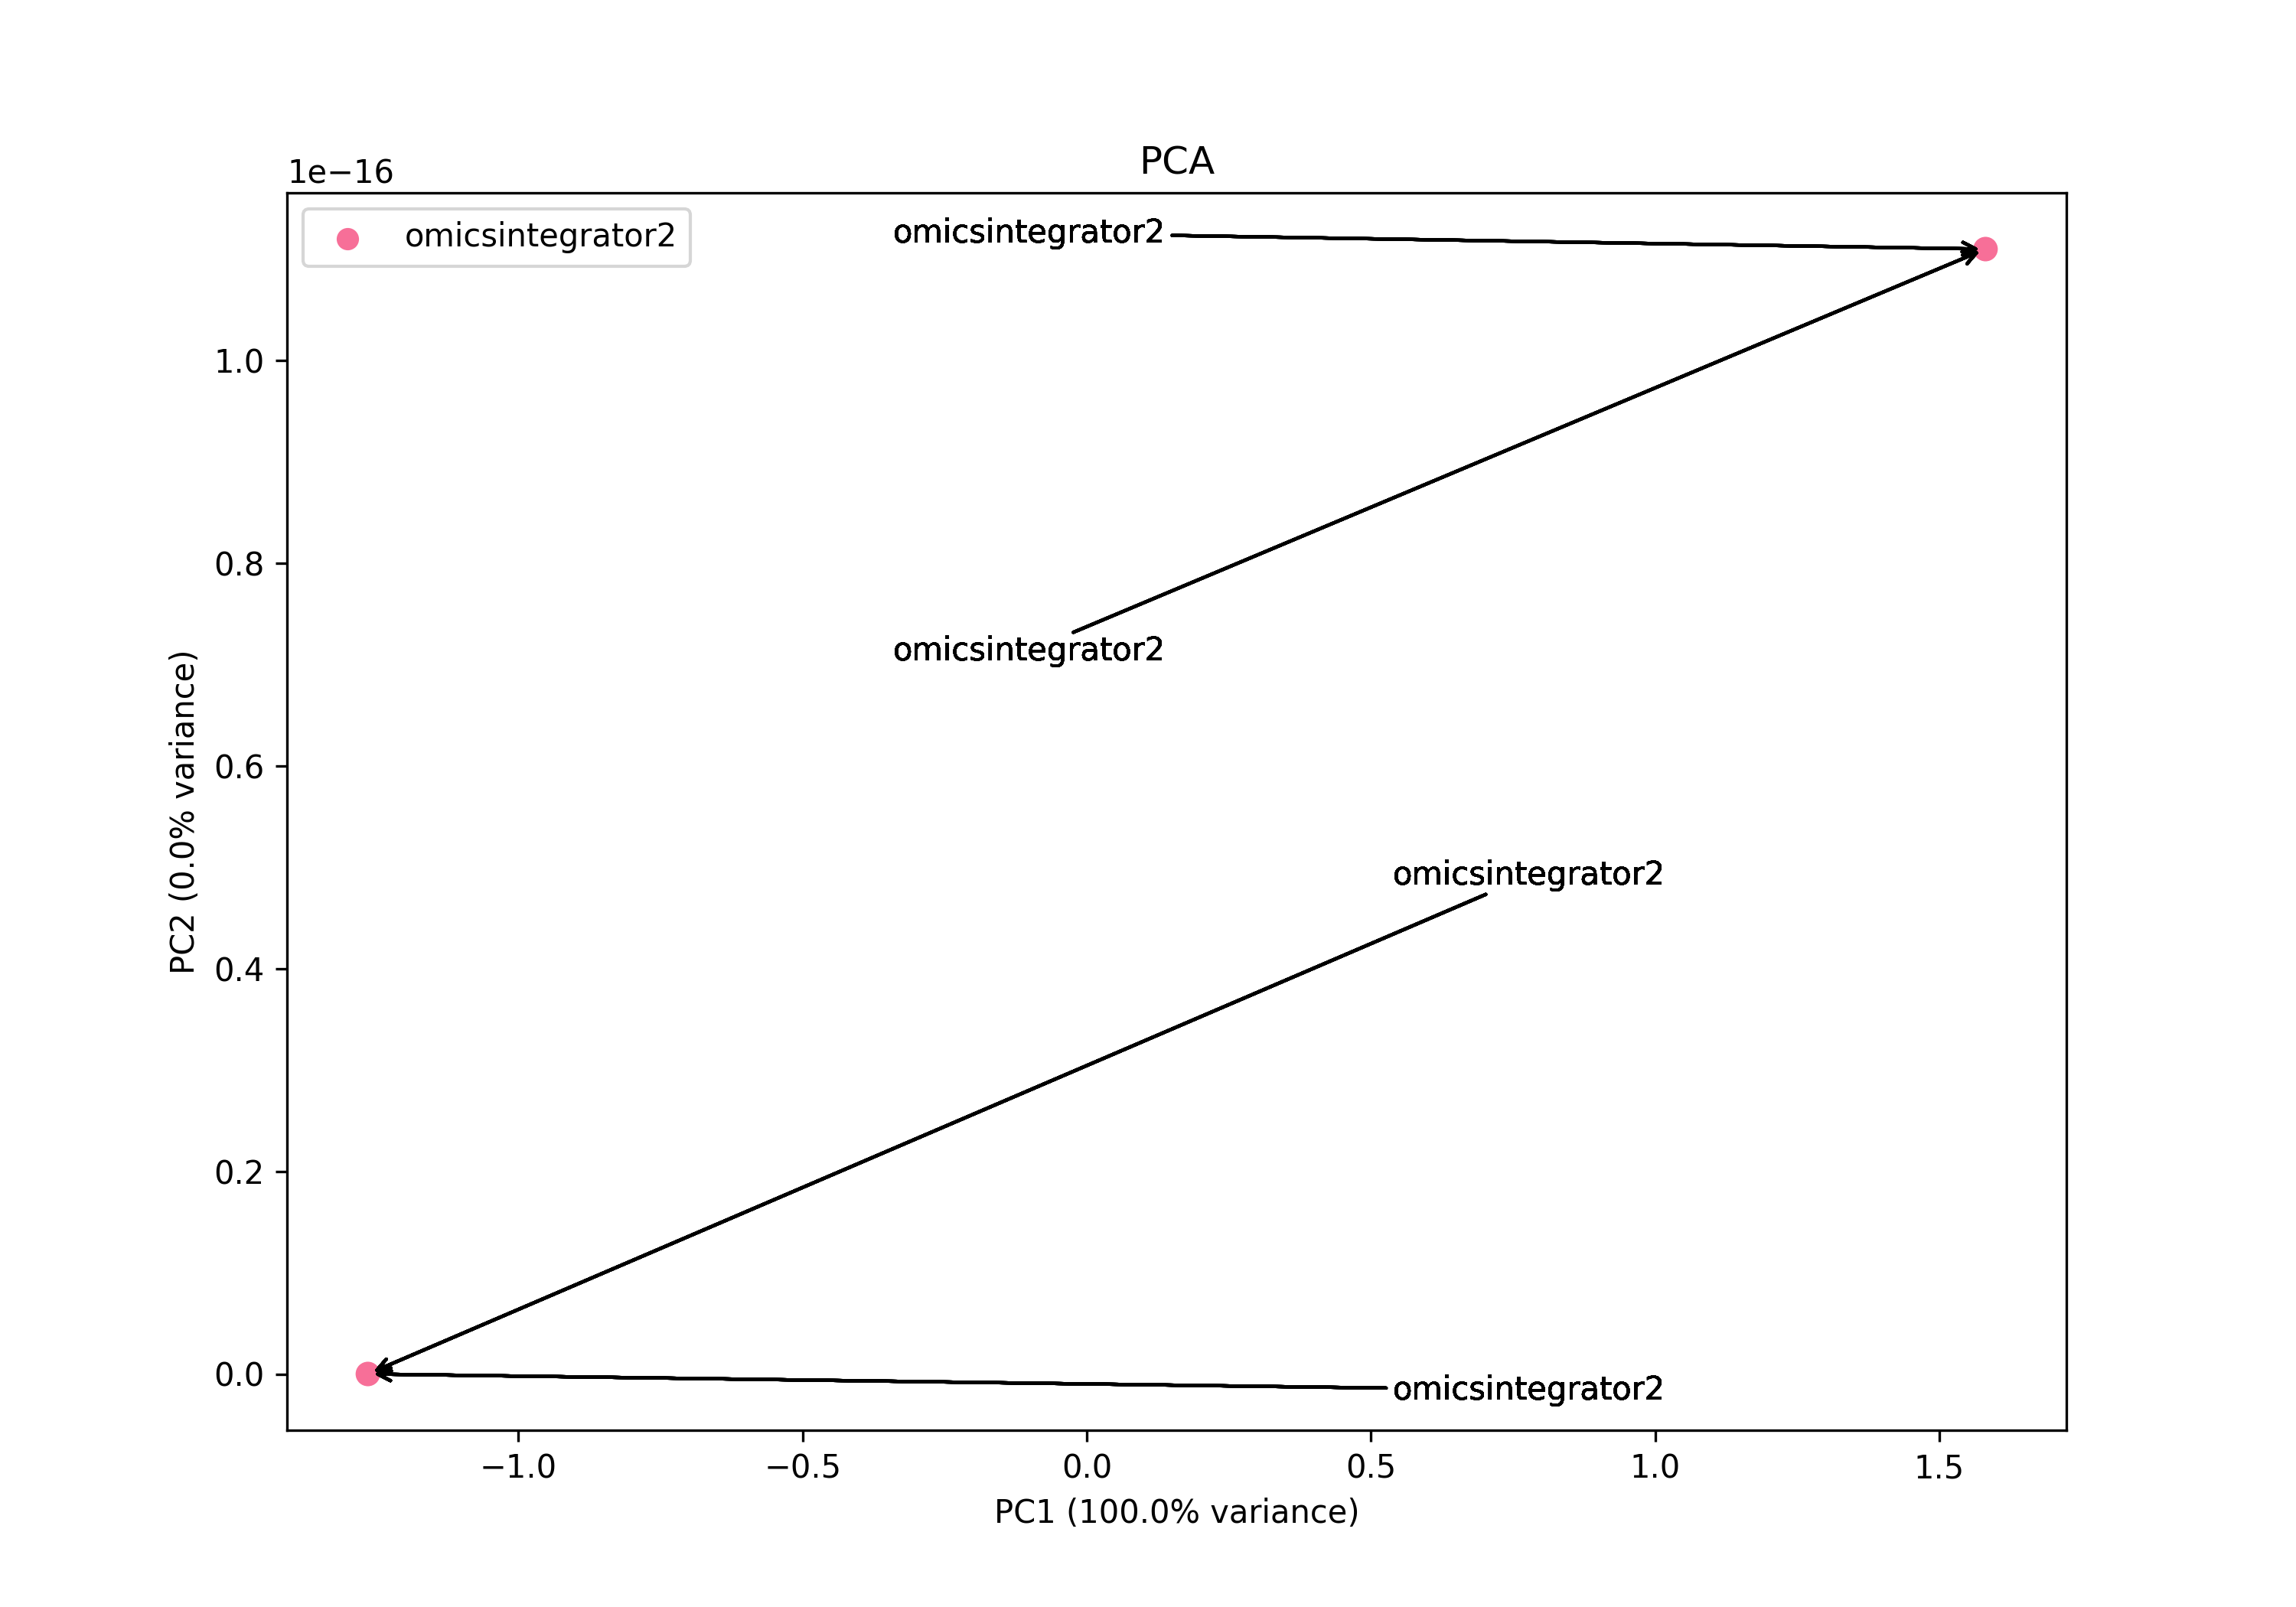 PCA
1e−16
omicsintegrator2
omicsintegrator2
omicsintegrator2
omicsintegrator2
omicsintegrator2
1.0
0.8
0.6
0.4
0.2
0.0
PC2 (0.0% variance)
−1.0 −0.5 0.0 0.5 1.0 1.5
PC1 (100.0% variance)